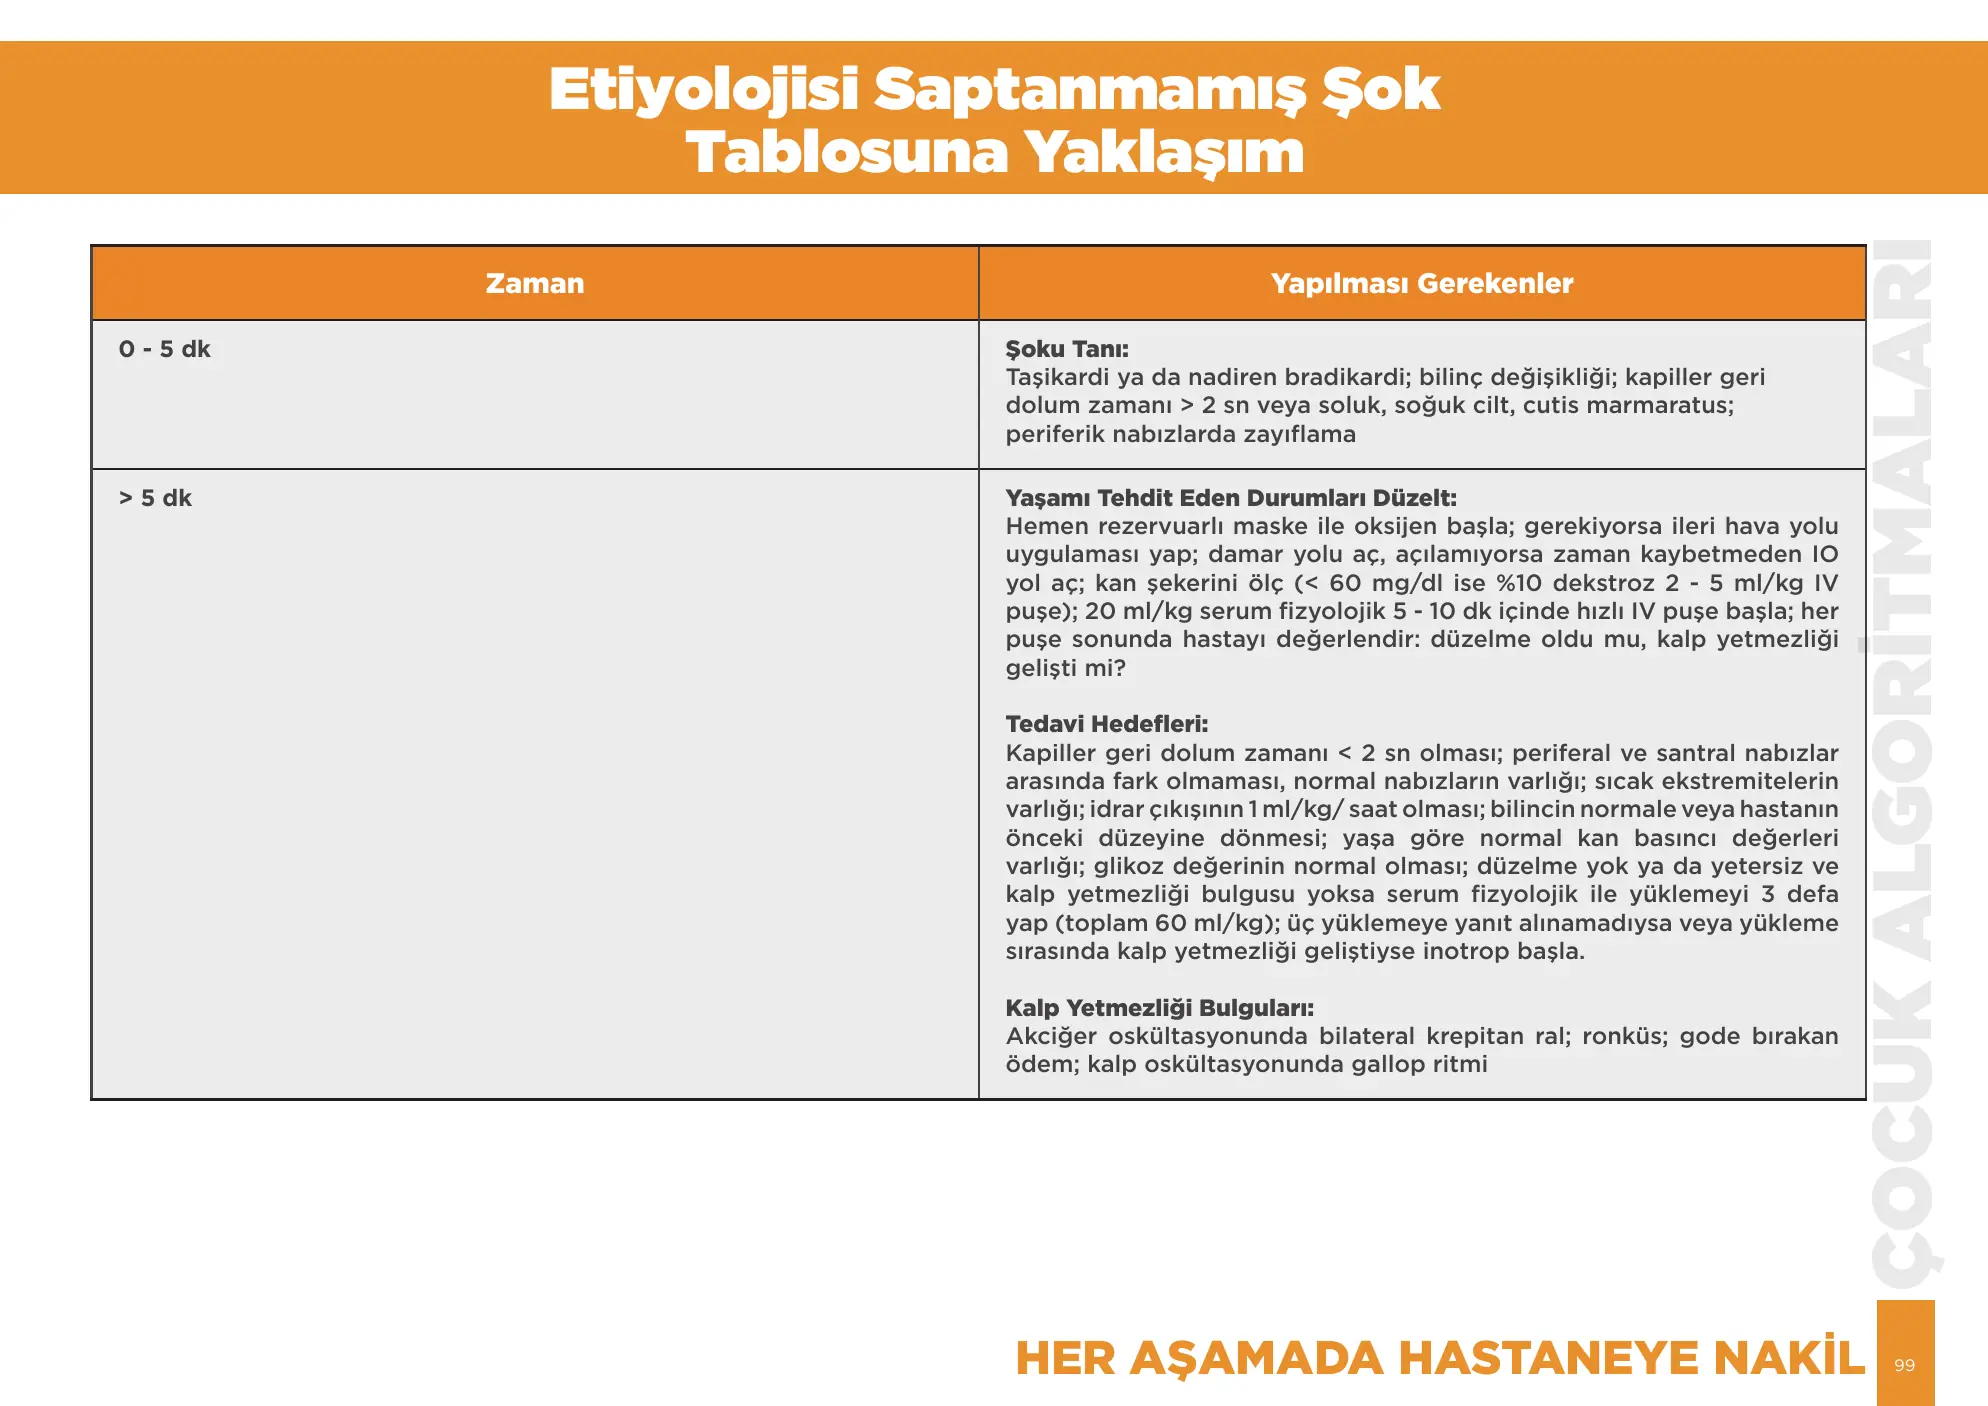 Etiyolojisi Saptanmamış Şok
Tablosuna Yaklaşım
Zaman
Yapılması Gerekenler
0 - 5 dk
Şoku Tanı:
Taşikardi ya da nadiren bradikardi; bilinç değişikliği; kapiller geri
dolum zamanı > 2 sn veya soluk, soğuk cilt, cutis marmaratus;
periferik nabızlarda zayıflama
> 5 dk
Yaşamı Tehdit Eden Durumları Düzelt:
Hemen rezervuarlı maske ile oksijen başla; gerekiyorsa ileri hava yolu
uygulaması yap; damar yolu aç, açılamıyorsa zaman kaybetmeden IO
yol aç; kan şekerini ölç (< 60 mg/dl ise %10 dekstroz 2 - 5 ml/kg IV
puşe); 20 ml/kg serum fizyolojik 5 - 10 dk içinde hızlı IV puşe başla; her
puşe sonunda hastayı değerlendir: düzelme oldu mu, kalp yetmezliği
gelişti mi?
Tedavi Hedefleri:
Kapiller geri dolum zamanı < 2 sn olması; periferal ve santral nabızlar
arasında fark olmaması, normal nabızların varlığı; sıcak ekstremitelerin
varlığı; idrar çıkışının 1 ml/kg/ saat olması; bilincin normale veya hastanın
önceki düzeyine dönmesi; yaşa göre normal kan basıncı değerleri
varlığı; glikoz değerinin normal olması; düzelme yok ya da yetersiz ve
kalp yetmezliği bulgusu yoksa serum fizyolojik ile yüklemeyi 3 defa
yap (toplam 60 ml/kg); üç yüklemeye yanıt alınamadıysa veya yükleme
sırasında kalp yetmezliği geliştiyse inotrop başla.
Kalp Yetmezliği Bulguları:
Akciğer oskültasyonunda bilateral krepitan ral; ronküs; gode bırakan
ödem; kalp oskültasyonunda gallop ritmi
ÇOCUK ALGORİTMALARI
HER AŞAMADA HASTANEYE NAKİL
99